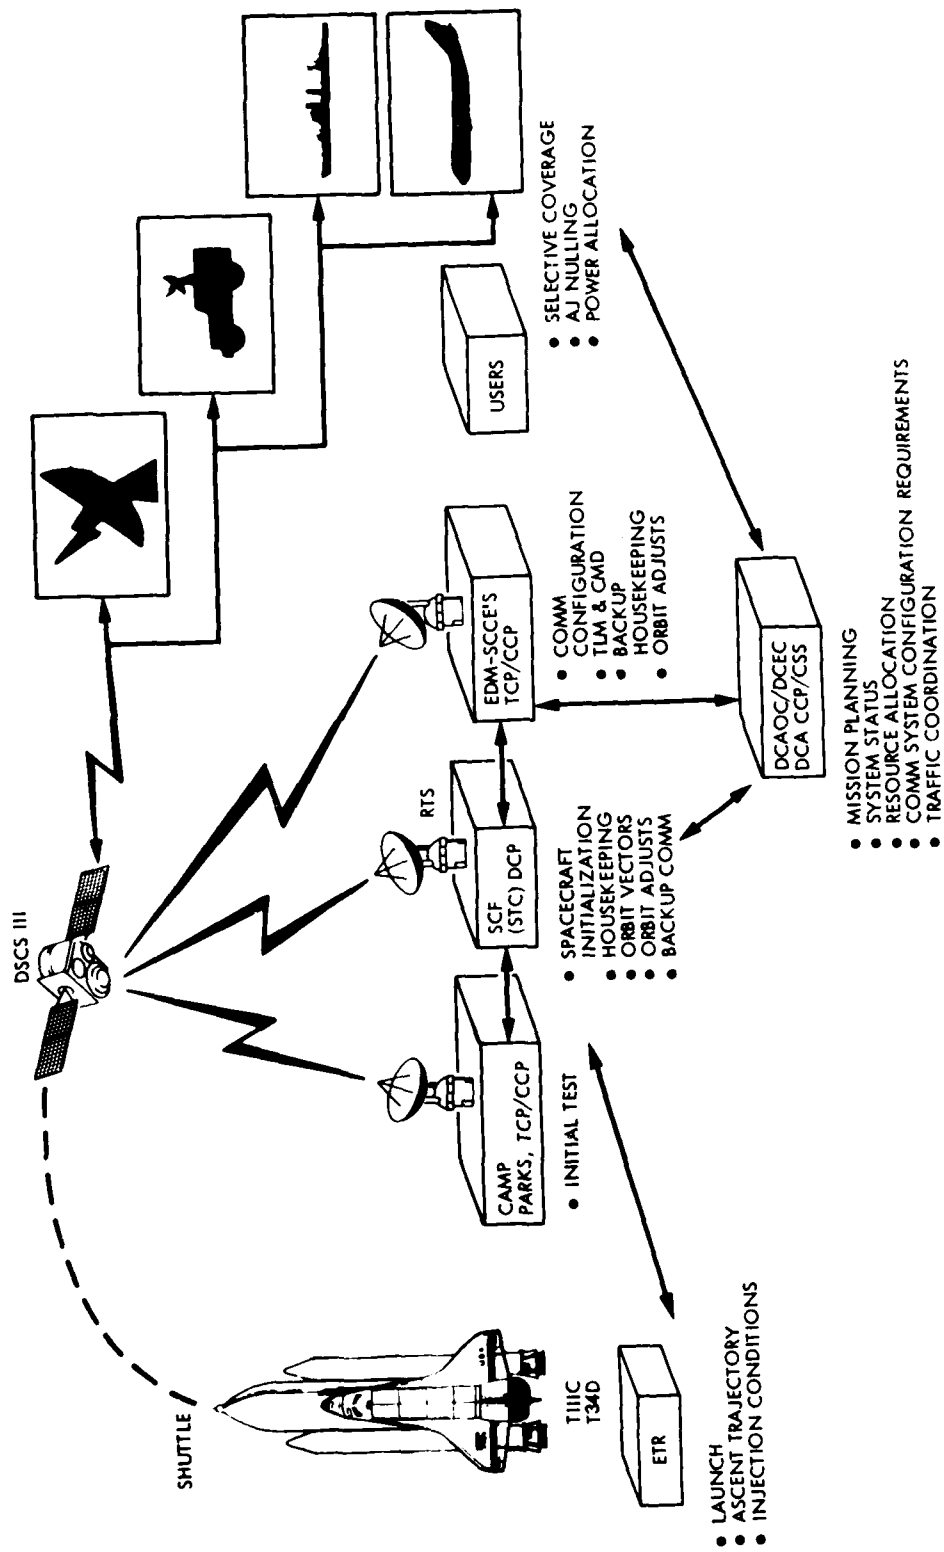 DSCS III
SHUTTLE
TIIIC
T34D
ETR
● LAUNCH
● ASCENT TRAJECTORY
● INJECTION CONDITIONS
CAMP
PARKS, TCP/CCP
● INITIAL TEST
RTS
SCF
(STC) DCP
● SPACECRAFT
INITIALIZATION
● HOUSEKEEPING
● ORBIT VECTORS
● ORBIT ADJUSTS
● BACKUP COMM
EDM-SCCE'S
TCP/CCP
● COMM
CONFIGURATION
● TLM & CMD
● BACKUP
HOUSEKEEPING
● ORBIT ADJUSTS
USERS
● SELECTIVE COVERAGE
● AJ NULLING
● POWER ALLOCATION
DCAOC/DCEC
DCA CCP/CSS
● MISSION PLANNING
● SYSTEM STATUS
● RESOURCE ALLOCATION
● COMM SYSTEM CONFIGURATION REQUIREMENTS
● TRAFFIC COORDINATION